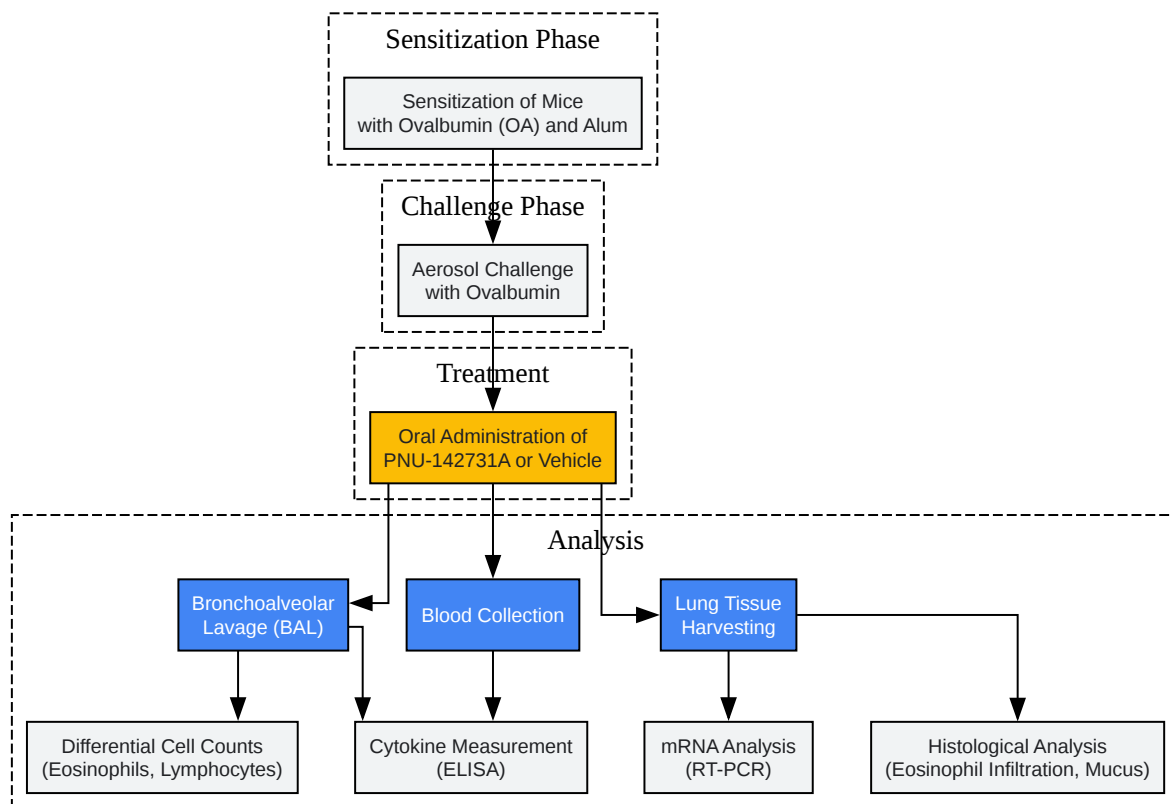 Sensitization Phase
Sensitization of Mice
with Ovalbumin (OA) and Alum
Challenge Phase
Aerosol Challenge
with Ovalbumin
Treatment
Oral Administration of
PNU-142731A or Vehicle
Analysis
Bronchoalveolar
Lavage (BAL)
Blood Collection
Lung Tissue
Harvesting
Differential Cell Counts
(Eosinophils, Lymphocytes)
Cytokine Measurement
(ELISA)
mRNA Analysis
(RT-PCR)
Histological Analysis
(Eosinophil Infiltration, Mucus)